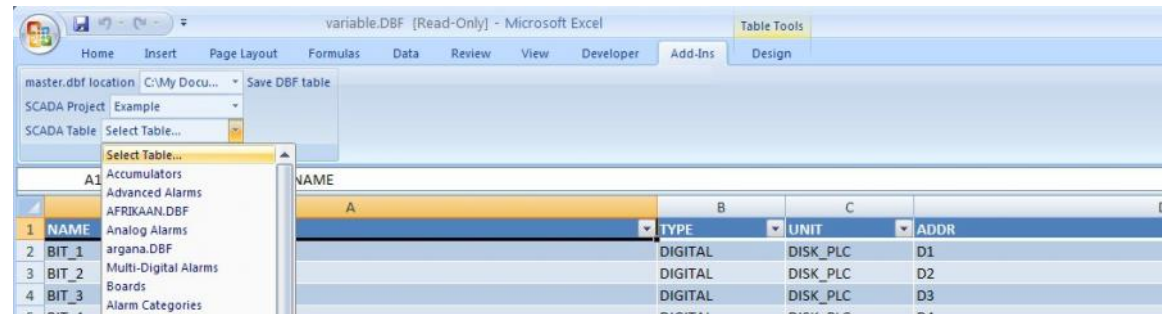 variable.DBF [Read-Only] - Microsoft Excel Table Tools
Home Insert Page Layout Formulas Data Review View Developer Add-Ins Design
master.dbf location C:\My Docu... Save DBF table
SCADA Project Example
SCADA Table Select Table...
Select Table...
Accumulators
A1 NAME
Advanced Alarms
AFRIKAAN.DBF
Analog Alarms
argana.DBF
Multi-Digital Alarms
Boards
Alarm Categories
A B C
1 NAME TYPE UNIT ADDR
2 BIT_1 DIGITAL DISK_PLC D1
3 BIT_2 DIGITAL DISK_PLC D2
4 BIT_3 DIGITAL DISK_PLC D3